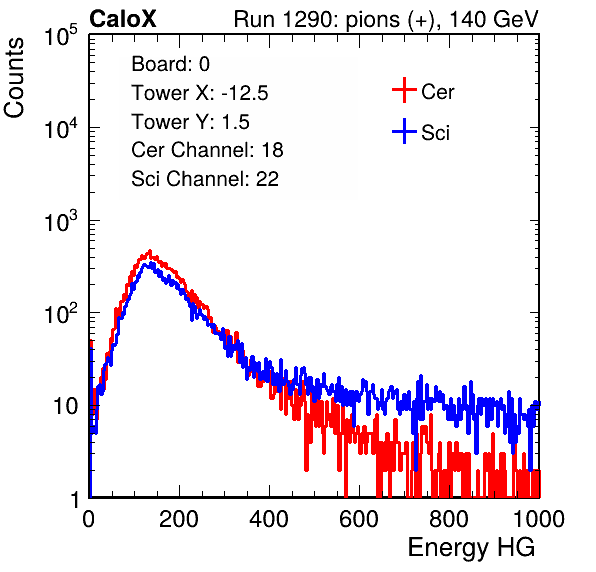 CaloX Run 1290: pions (+), 140 GeV
Counts
Board: 0
Tower X: -12.5
Tower Y: 1.5
Cer Channel: 18
Sci Channel: 22
Cer
Sci
10^5
10^4
10^3
10^2
10
1
0 200 400 600 800 1000
Energy HG